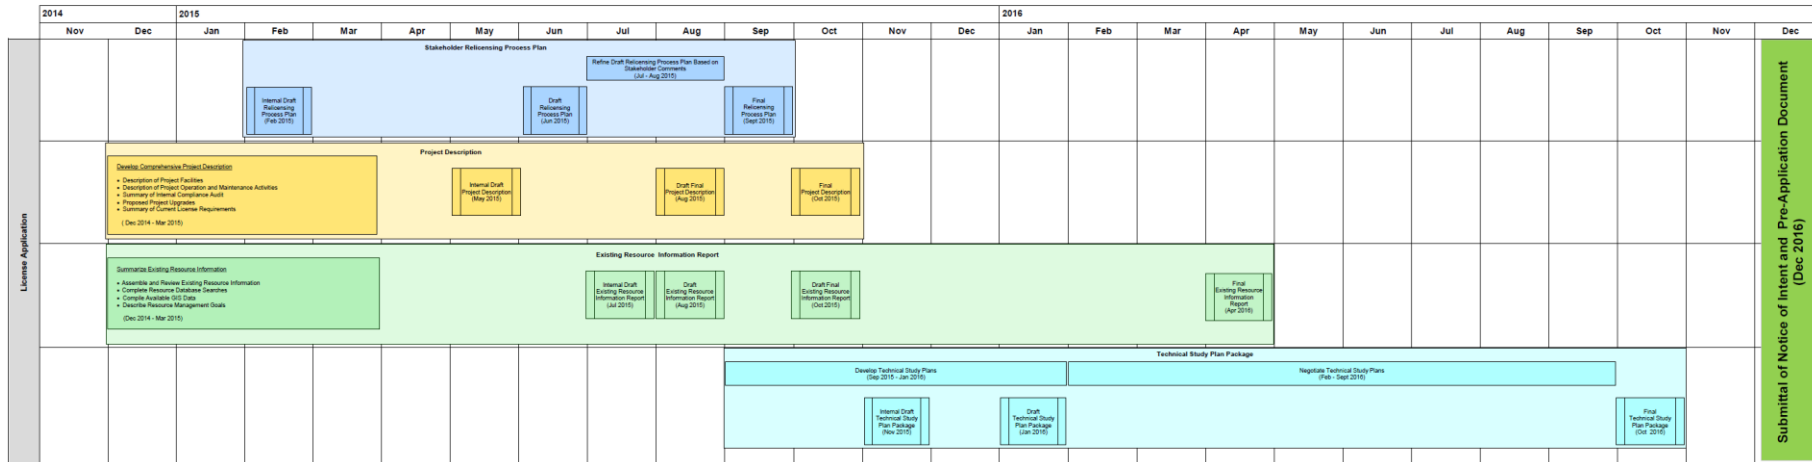 2014 2015 2016
Nov Dec Jan Feb Mar Apr May Jun Jul Aug Sep Oct Nov Dec Jan Feb Mar Apr May Jun Jul Aug Sep Oct Nov Dec
License Application
Stakeholder Relicensing Process Plan
Refine Draft Relicensing Process Plan Based on
Stakeholder Comments
(Jul - Aug 2015)
Internal Draft
Relicensing
Process Plan
(Feb 2015)
Draft
Relicensing
Process Plan
(Jun 2015)
Final
Relicensing
Process Plan
(Sept 2015)
Project Description
Develop Comprehensive Project Description
• Description of Project Facilities
• Description of Project Operation and Maintenance Activities
• Summary of Internal Compliance Audit
• Proposed Project Upgrades
• Summary of Current License Requirements
( Dec 2014 - Mar 2015)
Internal Draft
Project Description
(May 2015)
Draft Final
Project Description
(Aug 2015)
Final
Project Description
(Oct 2015)
Existing Resource Information Report
Summarize Existing Resource Information
• Assemble and Review Existing Resource Information
• Complete Resource Database Searches
• Compile Available GIS Data
• Describe Resource Management Goals
(Dec 2014 - Mar 2015)
Internal Draft
Existing Resource
Information Report
(Jul 2015)
Draft
Existing Resource
Information Report
(Aug 2015)
Draft Final
Existing Resource
Information Report
(Oct 2015)
Final
Existing Resource
Information
Report
(Apr 2016)
Technical Study Plan Package
Develop Technical Study Plans
(Sep 2015 - Jan 2016)
Negotiate Technical Study Plans
(Feb - Sept 2016)
Internal Draft
Technical Study
Plan Package
(Nov 2015)
Draft
Technical Study
Plan Package
(Jan 2016)
Final
Technical Study
Plan Package
(Oct 2016)
Submittal of Notice of Intent and Pre-Application Document
(Dec 2016)